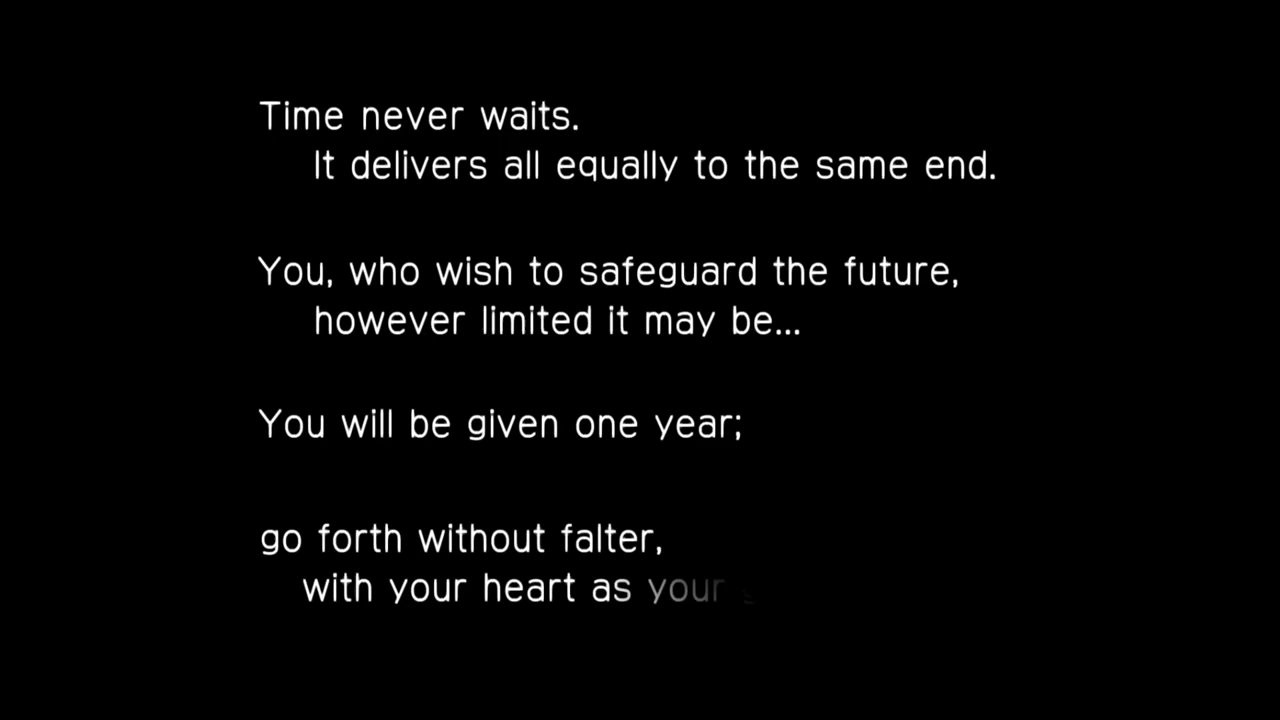 Time never waits.
It delivers all equally to the same end.
You, who wish to safeguard the future,
however limited it may be...
You will be given one year;
go forth without falter,
with your heart as your